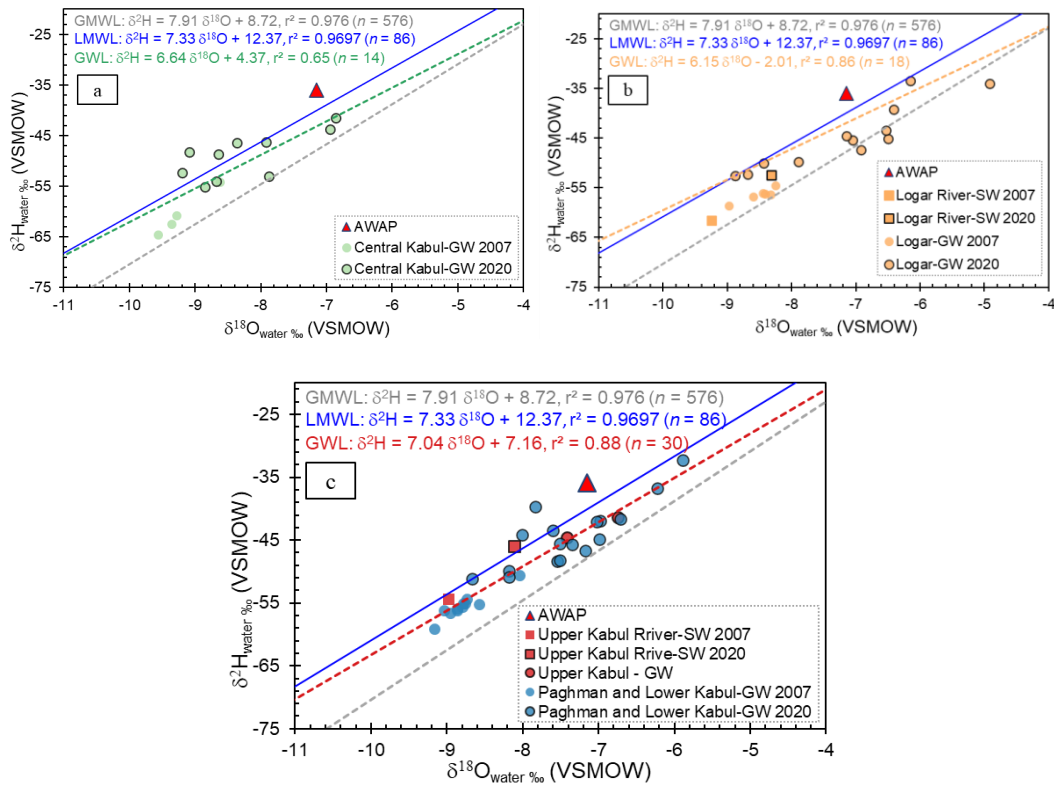 GMWL: δ²H = 7.91 δ¹⁸O + 8.72, r² = 0.976 (n = 576)
LMWL: δ²H = 7.33 δ¹⁸O + 12.37, r² = 0.9697 (n = 86)
GWL: δ²H = 6.64 δ¹⁸O + 4.37, r² = 0.65 (n = 14)
a
-25
-35
-45
-55
-65
-75
δ²Hwater ‰ (VSMOW)
AWAP
Central Kabul-GW 2007
Central Kabul-GW 2020
-11 -10 -9 -8 -7 -6 -5 -4
δ¹⁸Owater ‰ (VSMOW)
GMWL: δ²H = 7.91 δ¹⁸O + 8.72, r² = 0.976 (n = 576)
LMWL: δ²H = 7.33 δ¹⁸O + 12.37, r² = 0.9697 (n = 86)
GWL: δ²H = 6.15 δ¹⁸O - 2.01, r² = 0.86 (n = 18)
b
-25
-35
-45
-55
-65
-75
δ²Hwater ‰ (VSMOW)
AWAP
Logar River-SW 2007
Logar River-SW 2020
Logar-GW 2007
Logar-GW 2020
-11 -10 -9 -8 -7 -6 -5 -4
δ¹⁸Owater ‰ (VSMOW)
GMWL: δ²H = 7.91 δ¹⁸O + 8.72, r² = 0.976 (n = 576)
LMWL: δ²H = 7.33 δ¹⁸O + 12.37, r² = 0.9697 (n = 86)
GWL: δ²H = 7.04 δ¹⁸O + 7.16, r² = 0.88 (n = 30)
c
-25
-35
-45
-55
-65
-75
δ²Hwater ‰ (VSMOW)
AWAP
Upper Kabul Rriver-SW 2007
Upper Kabul Rrive-SW 2020
Upper Kabul - GW
Paghman and Lower Kabul-GW 2007
Paghman and Lower Kabul-GW 2020
-11 -10 -9 -8 -7 -6 -5 -4
δ¹⁸Owater ‰ (VSMOW)